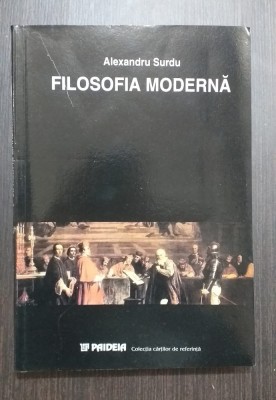 Alexandru Surdu
FILOSOFIA MODERNĂ
PAIDEIA Colecția cărților de referință